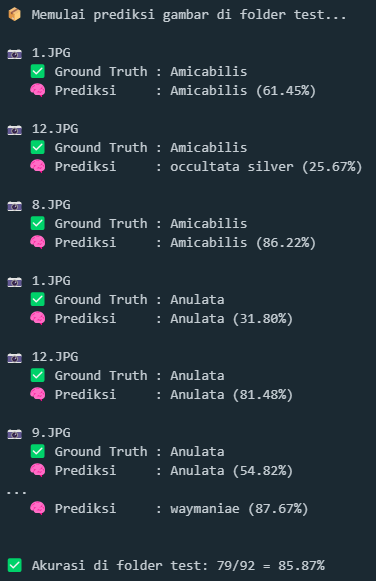 📦 Memulai prediksi gambar di folder test...
📷 1.JPG
✅ Ground Truth : Amicabilis
🧠 Prediksi     : Amicabilis (61.45%)
📷 12.JPG
✅ Ground Truth : Amicabilis
🧠 Prediksi     : occultata silver (25.67%)
📷 8.JPG
✅ Ground Truth : Amicabilis
🧠 Prediksi     : Amicabilis (86.22%)
📷 1.JPG
✅ Ground Truth : Anulata
🧠 Prediksi     : Anulata (31.80%)
📷 12.JPG
✅ Ground Truth : Anulata
🧠 Prediksi     : Anulata (81.48%)
📷 9.JPG
✅ Ground Truth : Anulata
🧠 Prediksi     : Anulata (54.82%)
...
🧠 Prediksi     : waymaniae (87.67%)
✅ Akurasi di folder test: 79/92 = 85.87%